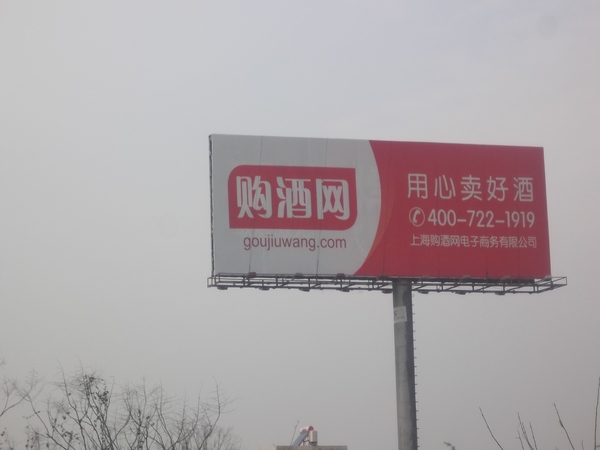 购酒网
goujiuwang.com
用心卖好酒
✆400-722-1919
上海购酒网电子商务有限公司